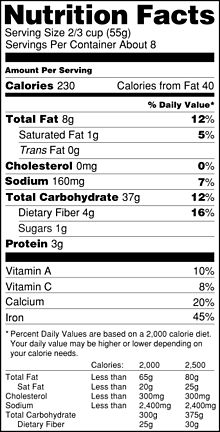 Nutrition Facts
Serving Size 2/3 cup (55g)
Servings Per Container About 8
Amount Per Serving
Calories 230 Calories from Fat 40
% Daily Value*
Total Fat 8g 12%
Saturated Fat 1g 5%
Trans Fat 0g
Cholesterol 0mg 0%
Sodium 160mg 7%
Total Carbohydrate 37g 12%
Dietary Fiber 4g 16%
Sugars 1g
Protein 3g
Vitamin A 10%
Vitamin C 8%
Calcium 20%
Iron 45%
* Percent Daily Values are based on a 2,000 calorie diet.
Your daily value may be higher or lower depending on
your calorie needs.
Calories: 2,000 2,500
Total Fat Less than 65g 80g
Sat Fat Less than 20g 25g
Cholesterol Less than 300mg 300mg
Sodium Less than 2,400mg 2,400mg
Total Carbohydrate 300g 375g
Dietary Fiber 25g 30g